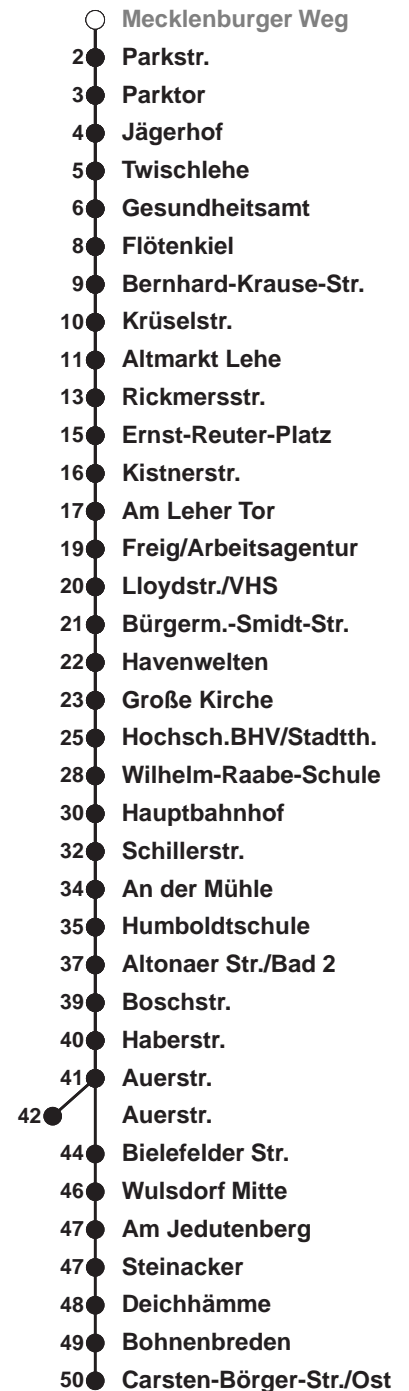 Mecklenburger Weg
2 Parkstr.
3 Parktor
4 Jägerhof
5 Twischlehe
6 Gesundheitsamt
8 Flötenkiel
9 Bernhard-Krause-Str.
10 Krüselstr.
11 Altmarkt Lehe
13 Rickmersstr.
15 Ernst-Reuter-Platz
16 Kistnerstr.
17 Am Leher Tor
19 Freig/Arbeitsagentur
20 Lloydstr./VHS
21 Bürgerm.-Smidt-Str.
22 Havenwelten
23 Große Kirche
25 Hochsch.BHV/Stadtth.
28 Wilhelm-Raabe-Schule
30 Hauptbahnhof
32 Schillerstr.
34 An der Mühle
35 Humboldtschule
37 Altonaer Str./Bad 2
39 Boschstr.
40 Haberstr.
41 Auerstr.
42 Auerstr.
44 Bielefelder Str.
46 Wulsdorf Mitte
47 Am Jedutenberg
47 Steinacker
48 Deichhämme
49 Bohnenbreden
50 Carsten-Börger-Str./Ost